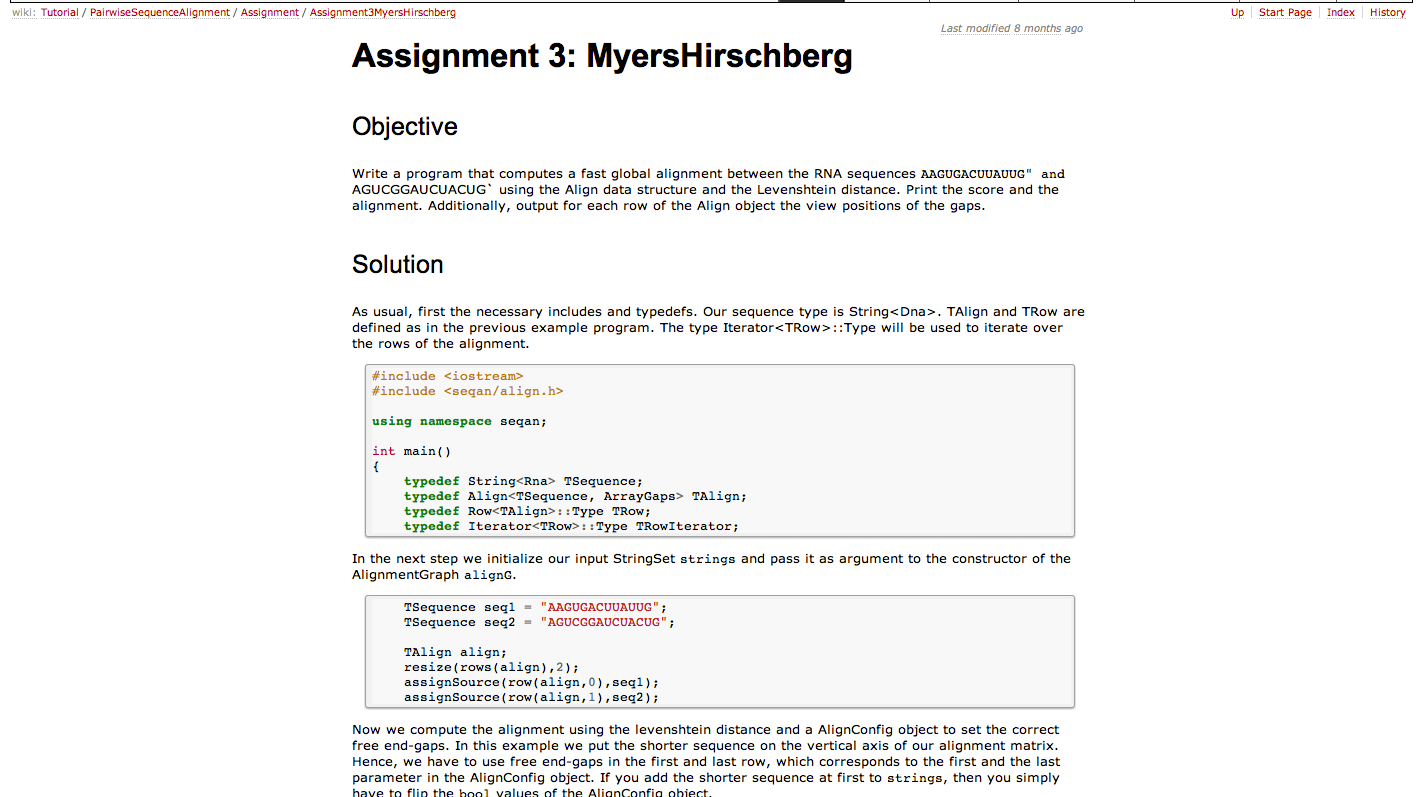 wiki: Tutorial / PairwiseSequenceAlignment / Assignment / Assignment3MyersHirschberg
Up Start Page Index History
Last modified 8 months ago
Assignment 3: MyersHirschberg
Objective
Write a program that computes a fast global alignment between the RNA sequences AAGUGACUUAUUG" and
AGUCGGAUCUACUG` using the Align data structure and the Levenshtein distance. Print the score and the
alignment. Additionally, output for each row of the Align object the view positions of the gaps.
Solution
As usual, first the necessary includes and typedefs. Our sequence type is String<Dna>. TAlign and TRow are
defined as in the previous example program. The type Iterator<TRow>::Type will be used to iterate over
the rows of the alignment.
#include <iostream>
#include <seqan/align.h>
using namespace seqan;
int main()
{
    typedef String<Rna> TSequence;
    typedef Align<TSequence, ArrayGaps> TAlign;
    typedef Row<TAlign>::Type TRow;
    typedef Iterator<TRow>::Type TRowIterator;
In the next step we initialize our input StringSet strings and pass it as argument to the constructor of the
AlignmentGraph alignG.
    TSequence seq1 = "AAGUGACUUAUUG";
    TSequence seq2 = "AGUCGGAUCUACUG";
    TAlign align;
    resize(rows(align),2);
    assignSource(row(align,0),seq1);
    assignSource(row(align,1),seq2);
Now we compute the alignment using the levenshtein distance and a AlignConfig object to set the correct
free end-gaps. In this example we put the shorter sequence on the vertical axis of our alignment matrix.
Hence, we have to use free end-gaps in the first and last row, which corresponds to the first and the last
parameter in the AlignConfig object. If you add the shorter sequence at first to strings, then you simply
have to flip the bool values of the AlignConfig object.